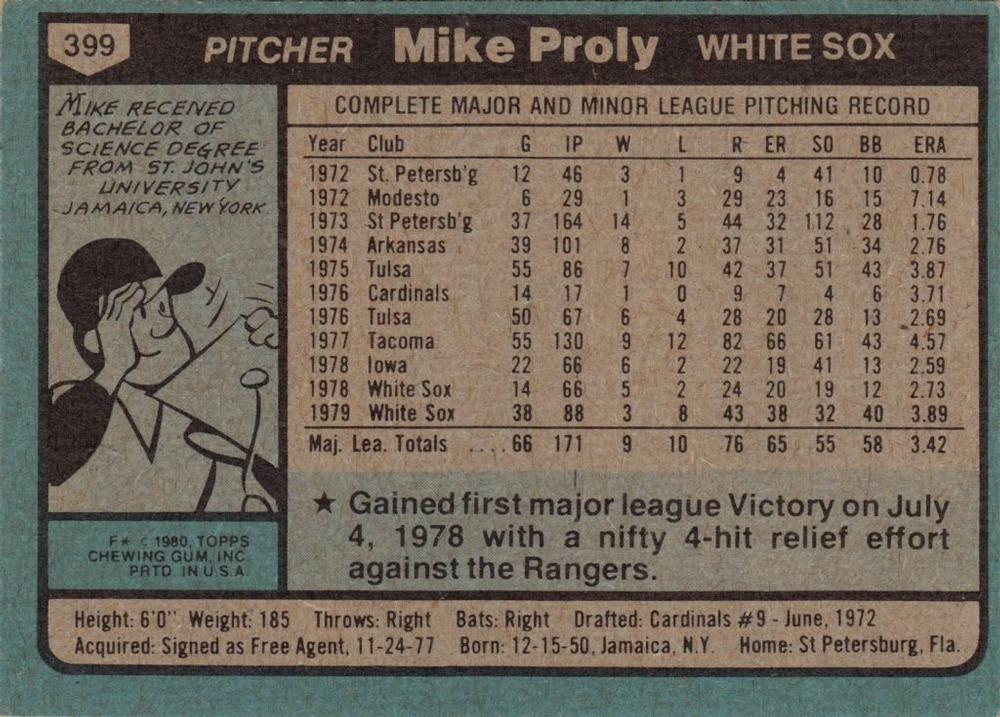 399 PITCHER Mike Proly WHITE SOX
MIKE RECEIVED
BACHELOR OF
SCIENCE DEGREE
FROM ST. JOHN'S
UNIVERSITY
JAMAICA, NEW YORK.
COMPLETE MAJOR AND MINOR LEAGUE PITCHING RECORD
Year Club G IP W L R ER SO BB ERA
1972 St. Petersb'g 12 46 3 1 9 4 41 10 0.78
1972 Modesto 6 29 1 3 29 23 16 15 7.14
1973 St Petersb'g 37 164 14 5 44 32 112 28 1.76
1974 Arkansas 39 101 8 2 37 31 51 34 2.76
1975 Tulsa 55 86 7 10 42 37 51 43 3.87
1976 Cardinals 14 17 1 0 9 7 4 6 3.71
1976 Tulsa 50 67 6 4 28 20 28 13 2.69
1977 Tacoma 55 130 9 12 82 66 61 43 4.57
1978 Iowa 22 66 6 2 22 19 41 13 2.59
1978 White Sox 14 66 5 2 24 20 19 12 2.73
1979 White Sox 38 88 3 8 43 38 32 40 3.89
Maj. Lea. Totals .... 66 171 9 10 76 65 55 58 3.42
★ Gained first major league Victory on July
4, 1978 with a nifty 4-hit relief effort
against the Rangers.
F* © 1980, TOPPS
CHEWING GUM, INC.
PRTD. IN U.S.A.
Height: 6'0" Weight: 185 Throws: Right Bats: Right Drafted: Cardinals #9 - June, 1972
Acquired: Signed as Free Agent, 11-24-77 Born: 12-15-50, Jamaica, N.Y. Home: St Petersburg, Fla.